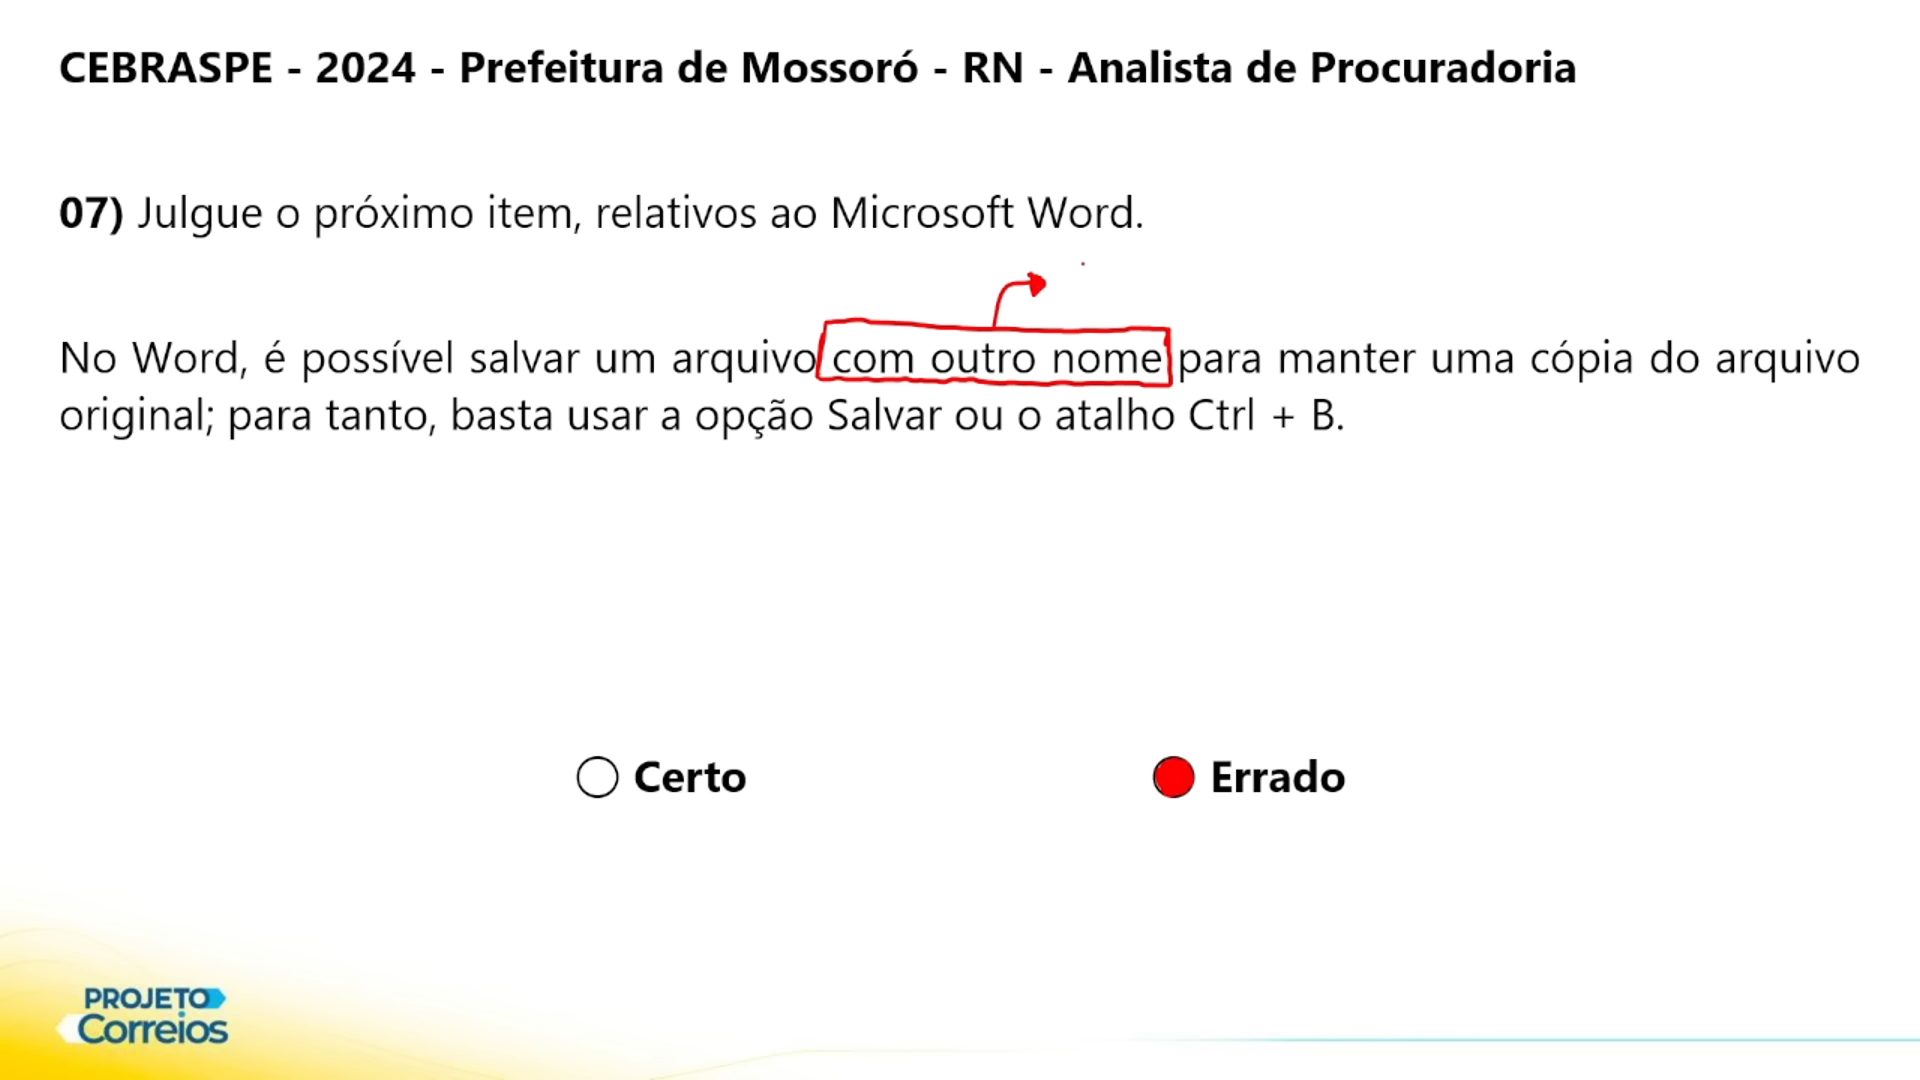 CEBRASPE - 2024 - Prefeitura de Mossoró - RN - Analista de Procuradoria
07) Julgue o próximo item, relativos ao Microsoft Word.
No Word, é possível salvar um arquivo com outro nome para manter uma cópia do arquivo
original; para tanto, basta usar a opção Salvar ou o atalho Ctrl + B.
Certo
Errado
PROJETO
Correios